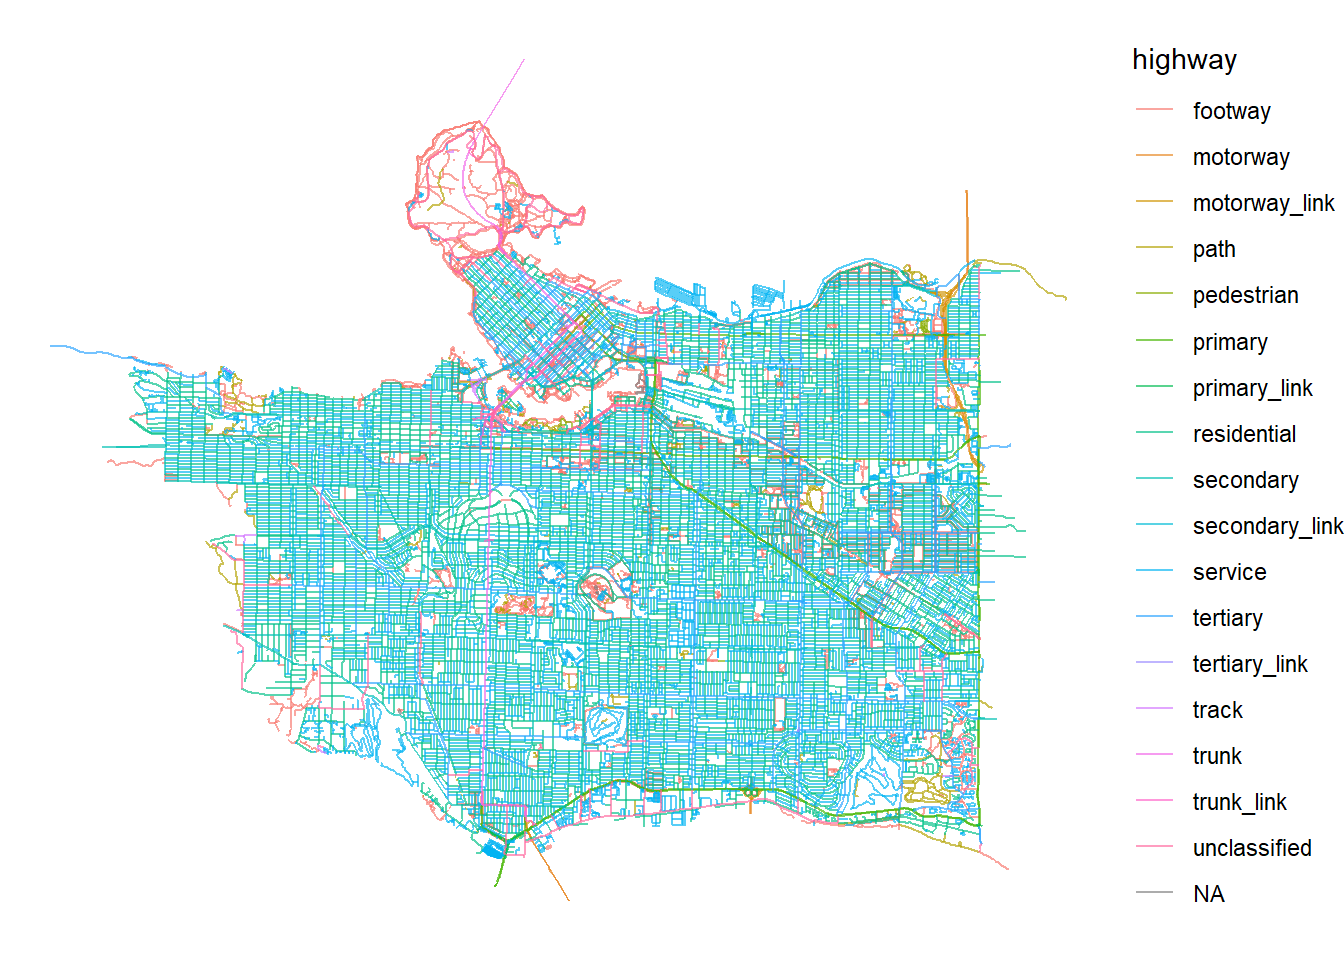 highway
footway
motorway
motorway_link
path
pedestrian
primary
primary_link
residential
secondary
secondary_link
service
tertiary
tertiary_link
track
trunk
trunk_link
unclassified
NA